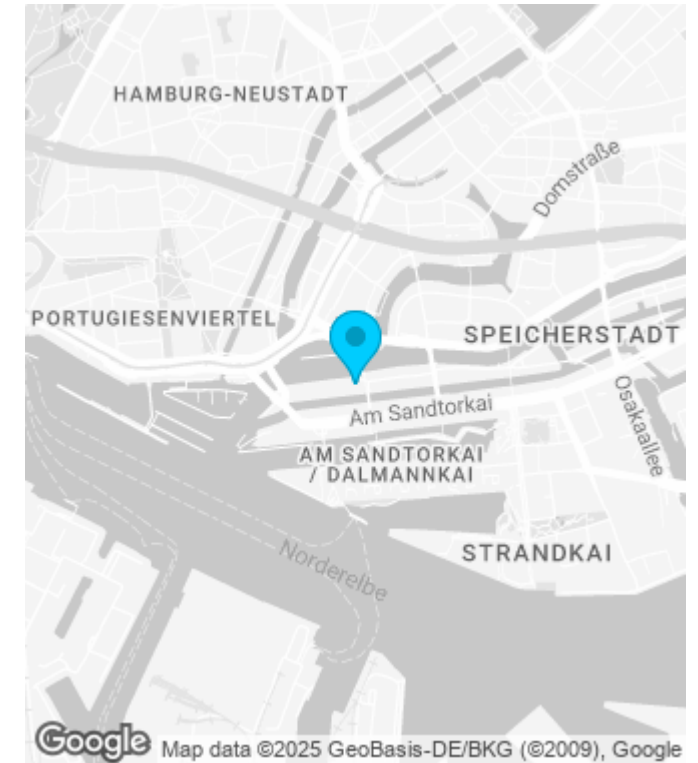 HAMBURG-NEUSTADT
Domstraße
PORTUGIESENVIERTEL
SPEICHERSTADT
Am Sandtorkai
Osakaallee
AM SANDTORKAI
/ DALMANNKAI
STRANDKAI
Norderelbe
Google Map data ©2025 GeoBasis-DE/BKG (©2009), Google